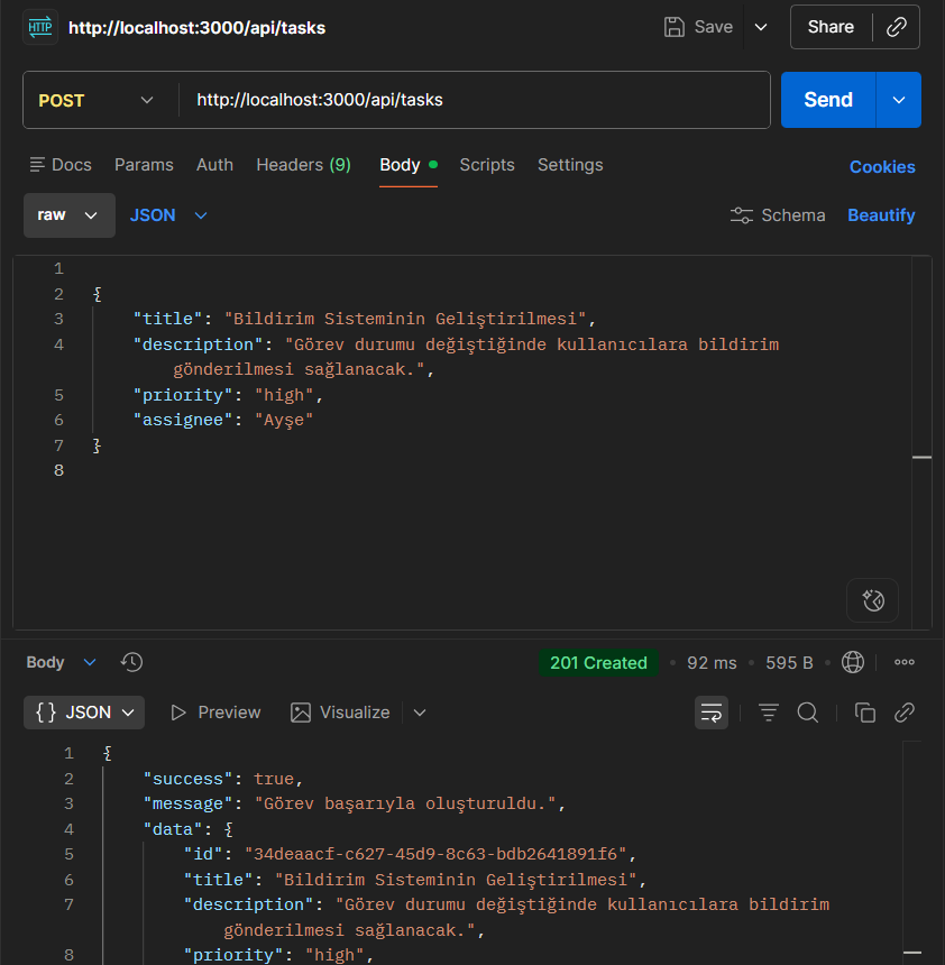 HTTP http://localhost:3000/api/tasks Save Share
POST http://localhost:3000/api/tasks Send
Docs Params Auth Headers (9) Body Scripts Settings Cookies
raw JSON Schema Beautify
1
2 {
3 "title": "Bildirim Sisteminin Geliştirilmesi",
4 "description": "Görev durumu değiştiğinde kullanıcılara bildirim
gönderilmesi sağlanacak.",
5 "priority": "high",
6 "assignee": "Ayşe"
7 }
8
Body 201 Created • 92 ms • 595 B •
{} JSON Preview Visualize
1 {
2 "success": true,
3 "message": "Görev başarıyla oluşturuldu.",
4 "data": {
5 "id": "34deaacf-c627-45d9-8c63-bdb2641891f6",
6 "title": "Bildirim Sisteminin Geliştirilmesi",
7 "description": "Görev durumu değiştiğinde kullanıcılara bildirim
gönderilmesi sağlanacak.",
8 "priority": "high",